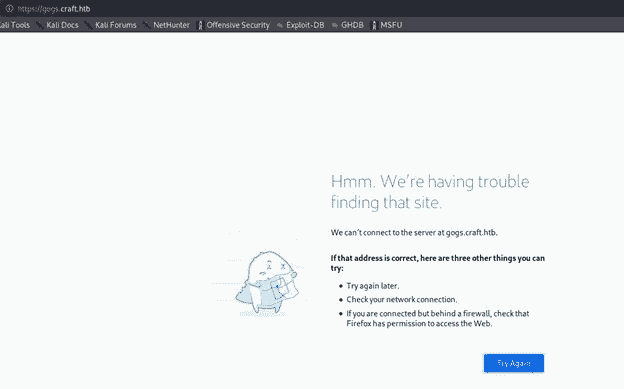 https://gogs.craft.htb
Kali Tools Kali Docs Kali Forums NetHunter Offensive Security Exploit-DB GHDB MSFU
Hmm. We're having trouble
finding that site.
We can't connect to the server at gogs.craft.htb.
If that address is correct, here are three other things you can
try:
Try again later.
Check your network connection.
If you are connected but behind a firewall, check that
Firefox has permission to access the Web.
Try Again